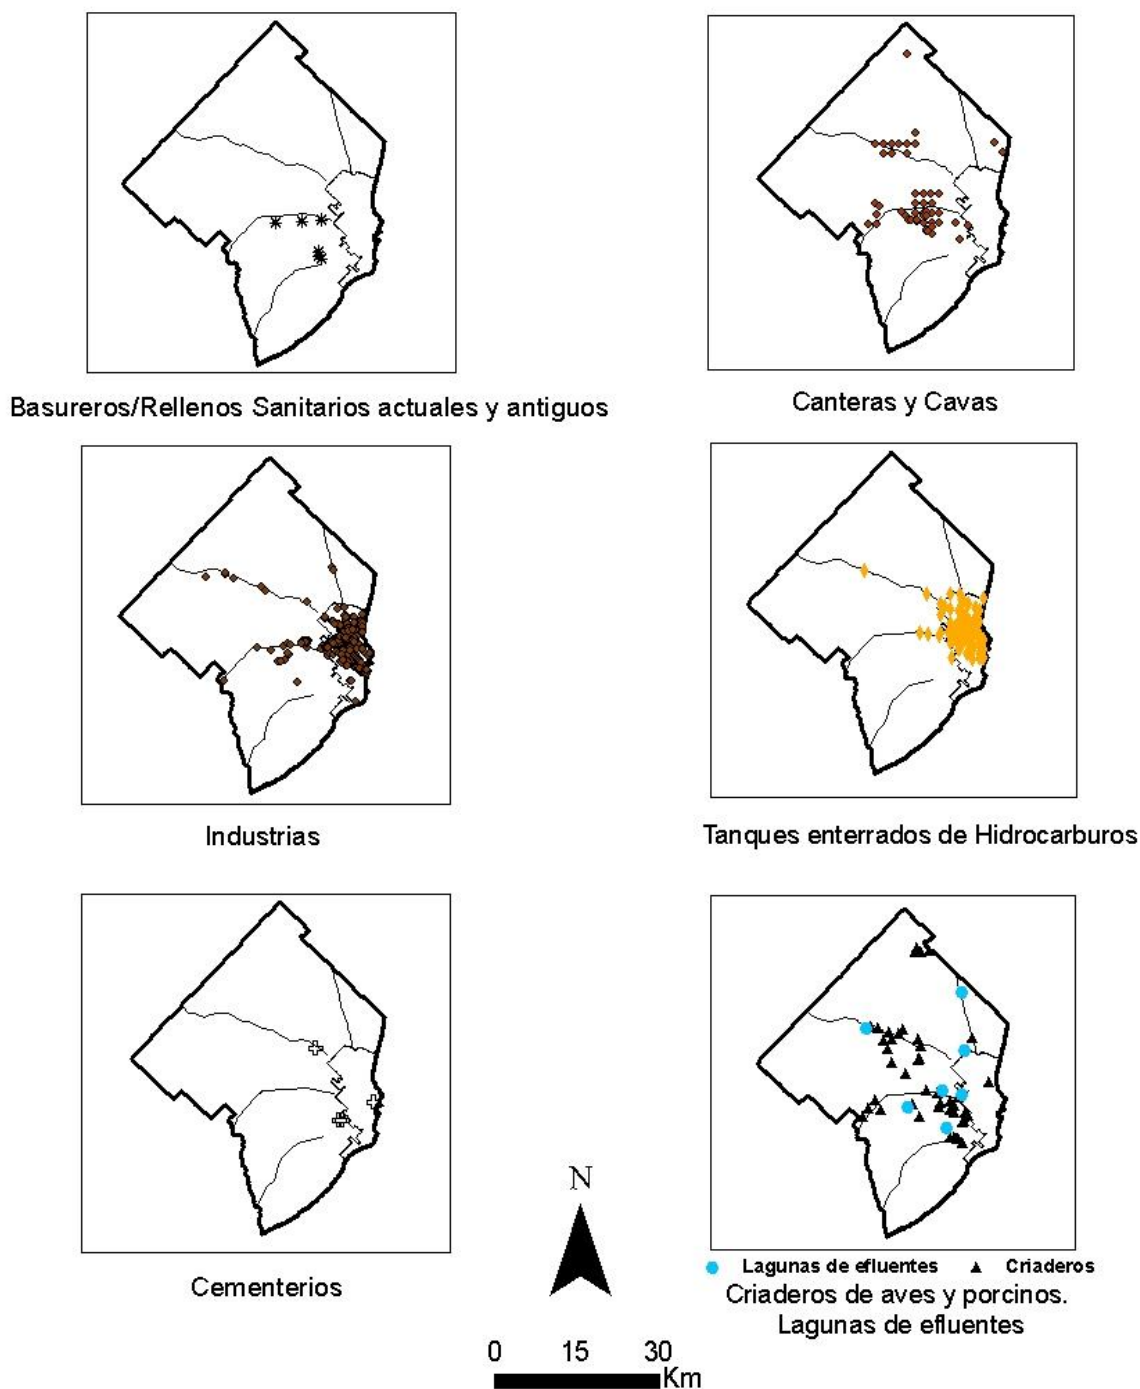 Basureros/Rellenos Sanitarios actuales y antiguos
Canteras y Cavas
Industrias
Tanques enterrados de Hidrocarburos
Cementerios
N
0 15 30
Km
Lagunas de efluentes Criaderos
Criaderos de aves y porcinos.
Lagunas de efluentes